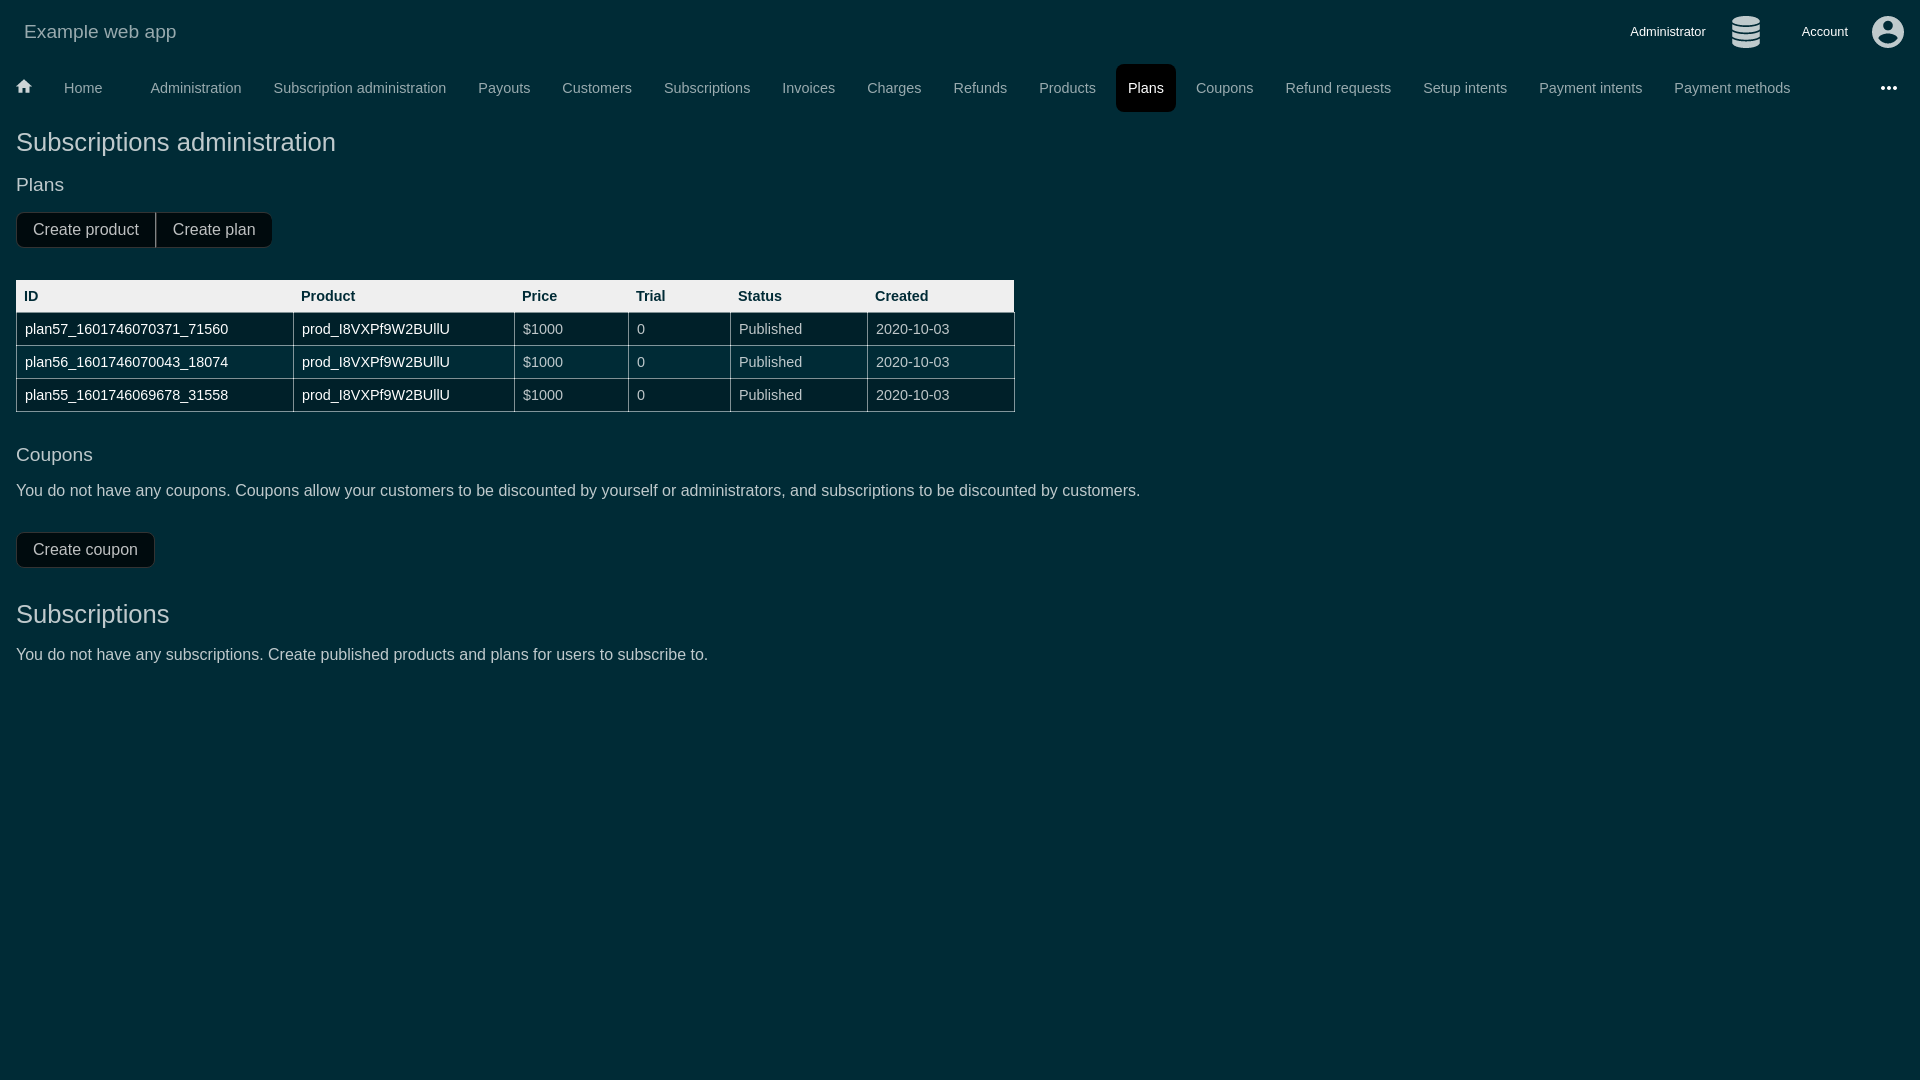 Example web app
Administrator Account
Home Administration Subscription administration Payouts Customers Subscriptions Invoices Charges Refunds Products Plans Coupons Refund requests Setup intents Payment intents Payment methods
Subscriptions administration
Plans
Create product Create plan
ID Product Price Trial Status Created
plan57_1601746070371_71560 prod_I8VXPf9W2BUllU $1000 0 Published 2020-10-03
plan56_1601746070043_18074 prod_I8VXPf9W2BUllU $1000 0 Published 2020-10-03
plan55_1601746069678_31558 prod_I8VXPf9W2BUllU $1000 0 Published 2020-10-03
Coupons
You do not have any coupons. Coupons allow your customers to be discounted by yourself or administrators, and subscriptions to be discounted by customers.
Create coupon
Subscriptions
You do not have any subscriptions. Create published products and plans for users to subscribe to.